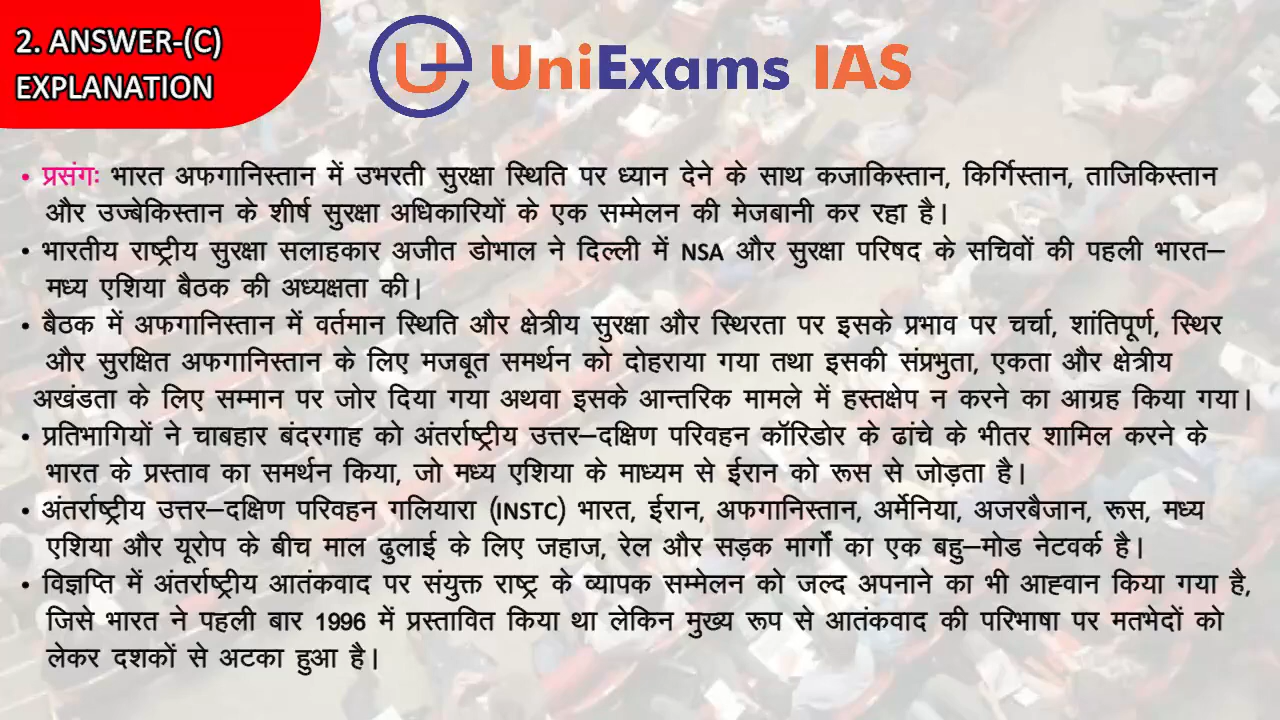 2. ANSWER-(C)
EXPLANATION
UniExams IAS
• प्रसंगः भारत अफगानिस्तान में उभरती सुरक्षा स्थिति पर ध्यान देने के साथ कजाकिस्तान, किर्गिस्तान, ताजिकिस्तान
और उज्बेकिस्तान के शीर्ष सुरक्षा अधिकारियों के एक सम्मेलन की मेजबानी कर रहा है।
• भारतीय राष्ट्रीय सुरक्षा सलाहकार अजीत डोभाल ने दिल्ली में NSA और सुरक्षा परिषद के सचिवों की पहली भारत–
मध्य एशिया बैठक की अध्यक्षता की।
• बैठक में अफगानिस्तान में वर्तमान स्थिति और क्षेत्रीय सुरक्षा और स्थिरता पर इसके प्रभाव पर चर्चा, शांतिपूर्ण, स्थिर
और सुरक्षित अफगानिस्तान के लिए मजबूत समर्थन को दोहराया गया तथा इसकी संप्रभुता, एकता और क्षेत्रीय
अखंडता के लिए सम्मान पर जोर दिया गया अथवा इसके आन्तरिक मामले में हस्तक्षेप न करने का आग्रह किया गया।
• प्रतिभागियों ने चाबहार बंदरगाह को अंतर्राष्ट्रीय उत्तर–दक्षिण परिवहन कॉरिडोर के ढांचे के भीतर शामिल करने के
भारत के प्रस्ताव का समर्थन किया, जो मध्य एशिया के माध्यम से ईरान को रूस से जोड़ता है।
• अंतर्राष्ट्रीय उत्तर–दक्षिण परिवहन गलियारा (INSTC) भारत, ईरान, अफगानिस्तान, अर्मेनिया, अजरबैजान, रूस, मध्य
एशिया और यूरोप के बीच माल ढुलाई के लिए जहाज, रेल और सड़क मार्गों का एक बहु–मोड नेटवर्क है।
• विज्ञप्ति में अंतर्राष्ट्रीय आतंकवाद पर संयुक्त राष्ट्र के व्यापक सम्मेलन को जल्द अपनाने का भी आह्वान किया गया है,
जिसे भारत ने पहली बार 1996 में प्रस्तावित किया था लेकिन मुख्य रूप से आतंकवाद की परिभाषा पर मतभेदों को
लेकर दशकों से अटका हुआ है।